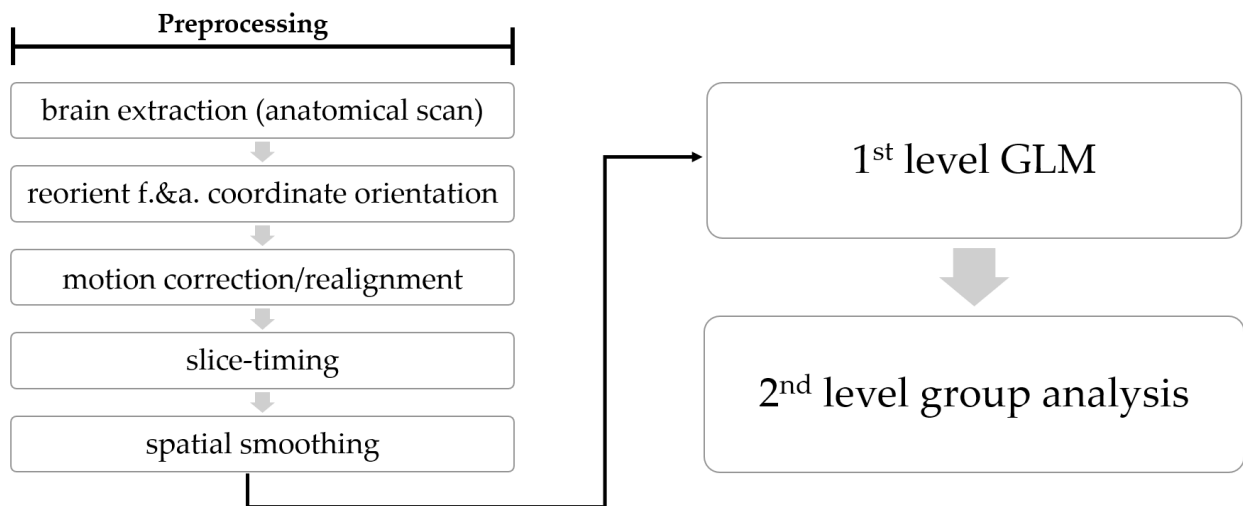 Preprocessing
brain extraction (anatomical scan)
reorient f.&a. coordinate orientation
motion correction/realignment
slice-timing
spatial smoothing
1st level GLM
2nd level group analysis